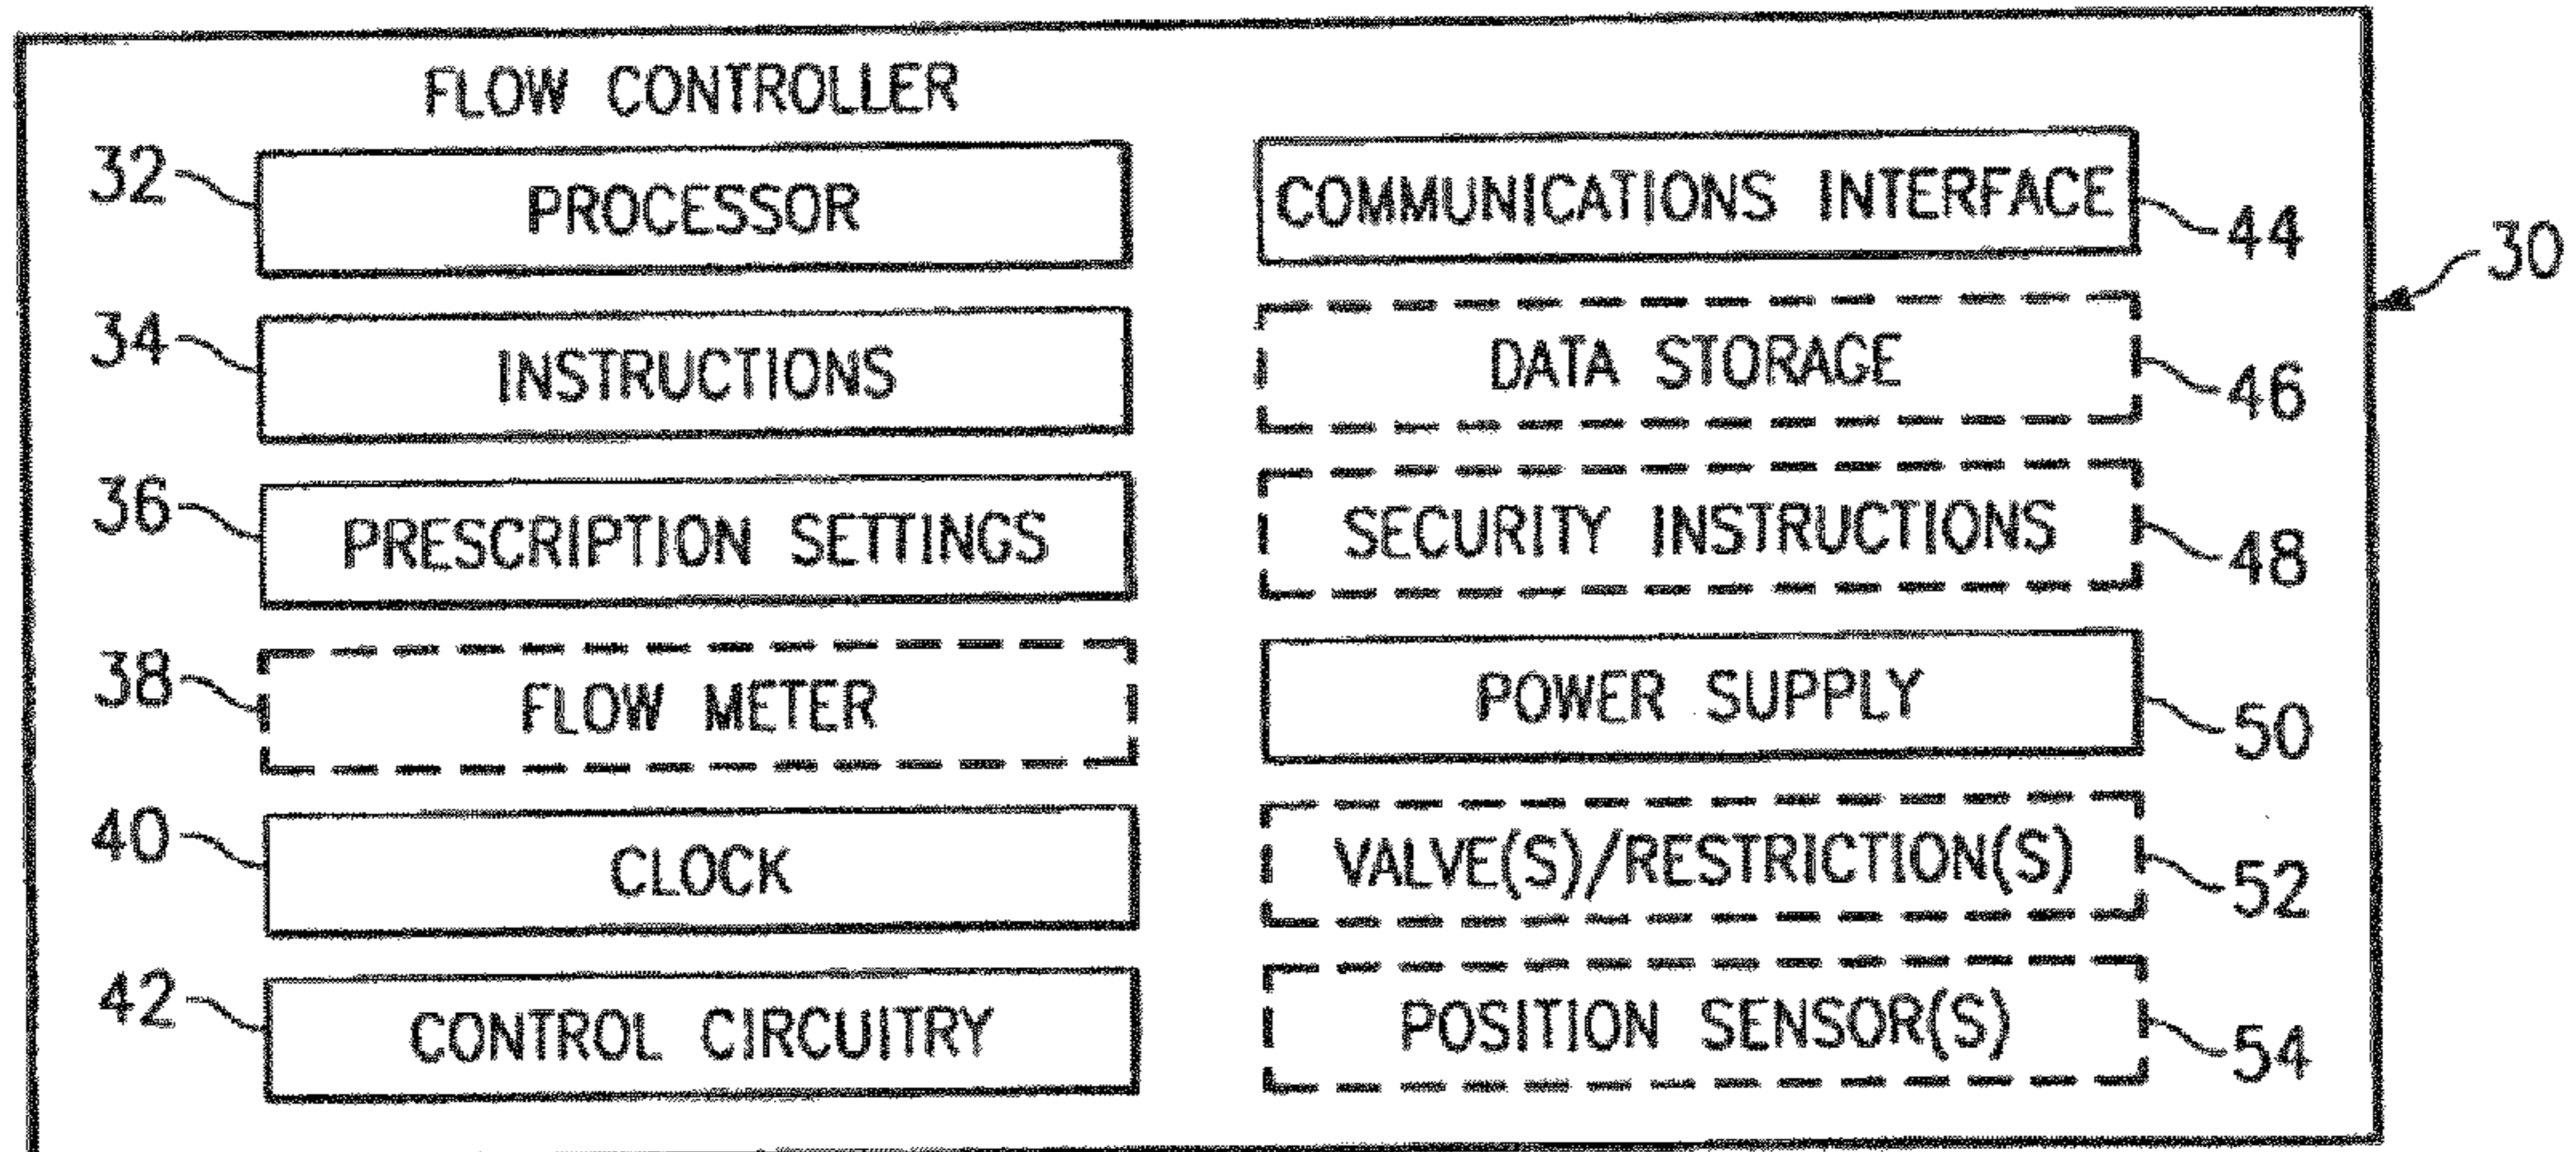 FLOW CONTROLLER
32
PROCESSOR
34
INSTRUCTIONS
36
PRESCRIPTION SETTINGS
38
FLOW METER
40
CLOCK
42
CONTROL CIRCUITRY
COMMUNICATIONS INTERFACE
44
30
DATA STORAGE
46
SECURITY INSTRUCTIONS
48
POWER SUPPLY
50
VALVE(S)/RESTRICTION(S)
52
POSITION SENSOR(S)
54